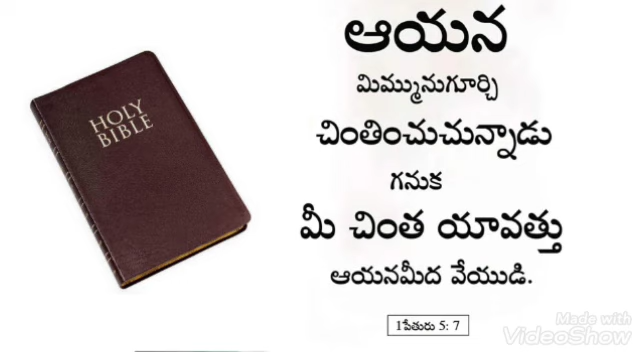 HOLY
BIBLE
ఆయన
మిమ్మునుగూర్చి
చింతించుచున్నాడు
గనుక
మీ చింత యావత్తు
ఆయనమీద వేయుడి.
1పేతురు 5: 7
Made with
VideoShow